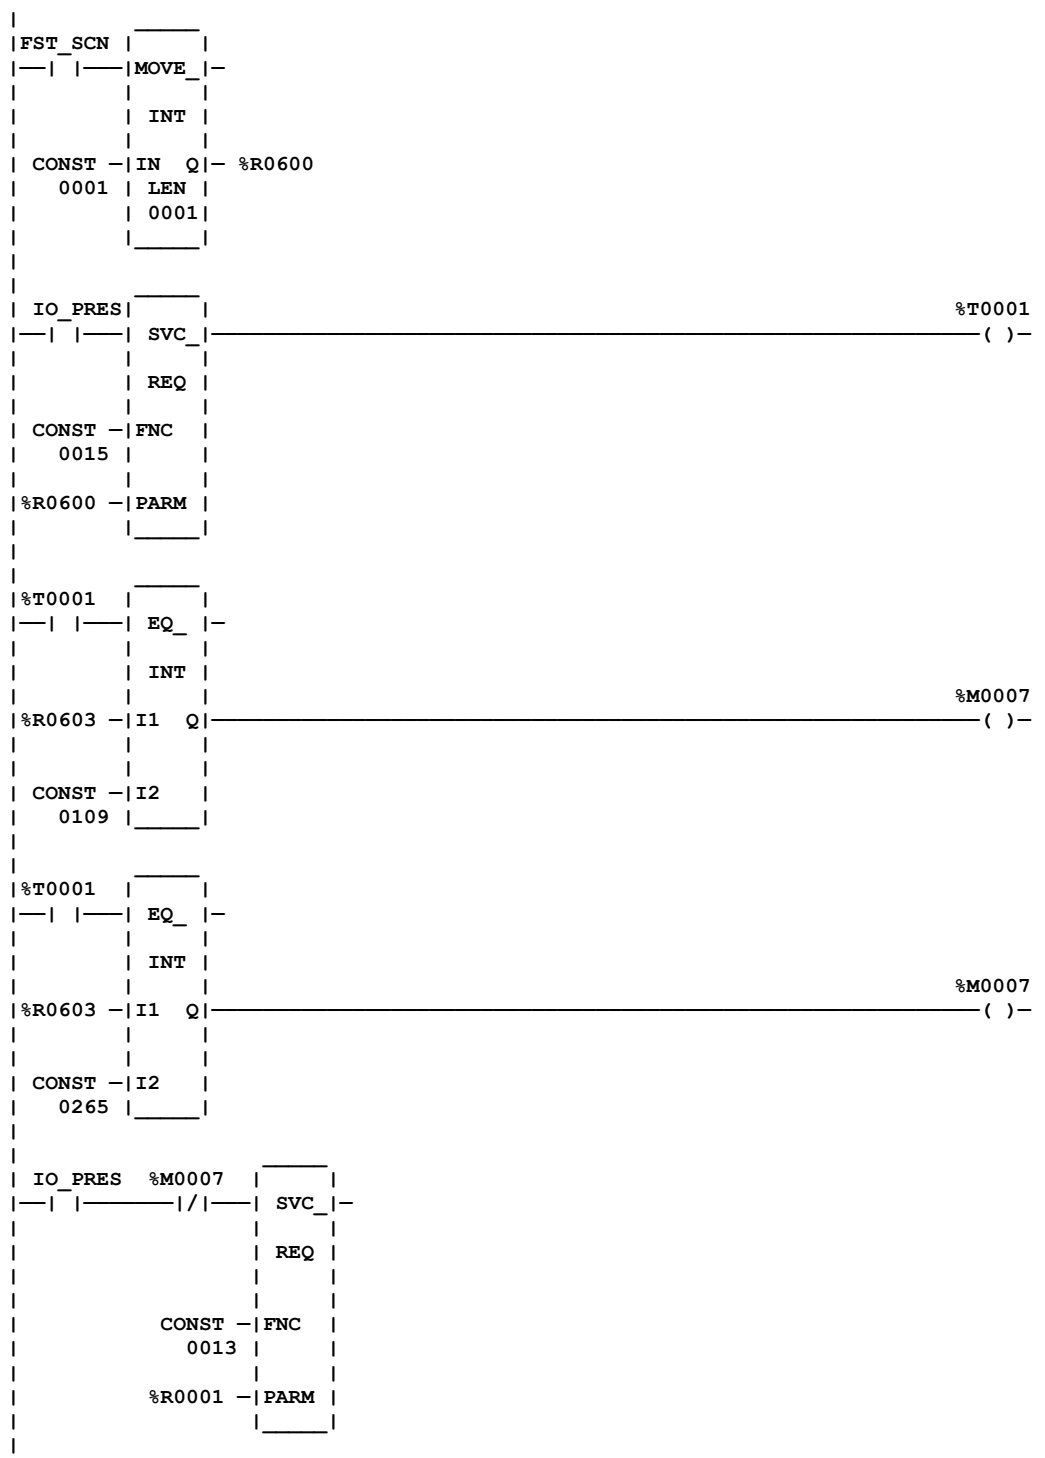 FST_SCN
MOVE_
INT
CONST IN Q %R0600
0001 LEN
0001
IO_PRES %T0001
SVC_ ( )
REQ
CONST FNC
0015
%R0600 PARM
%T0001
EQ_
INT
%M0007
%R0603 I1 Q ( )
CONST I2
0109
%T0001
EQ_
INT
%M0007
%R0603 I1 Q ( )
CONST I2
0265
IO_PRES %M0007
|/| SVC_
REQ
CONST FNC
0013
%R0001 PARM